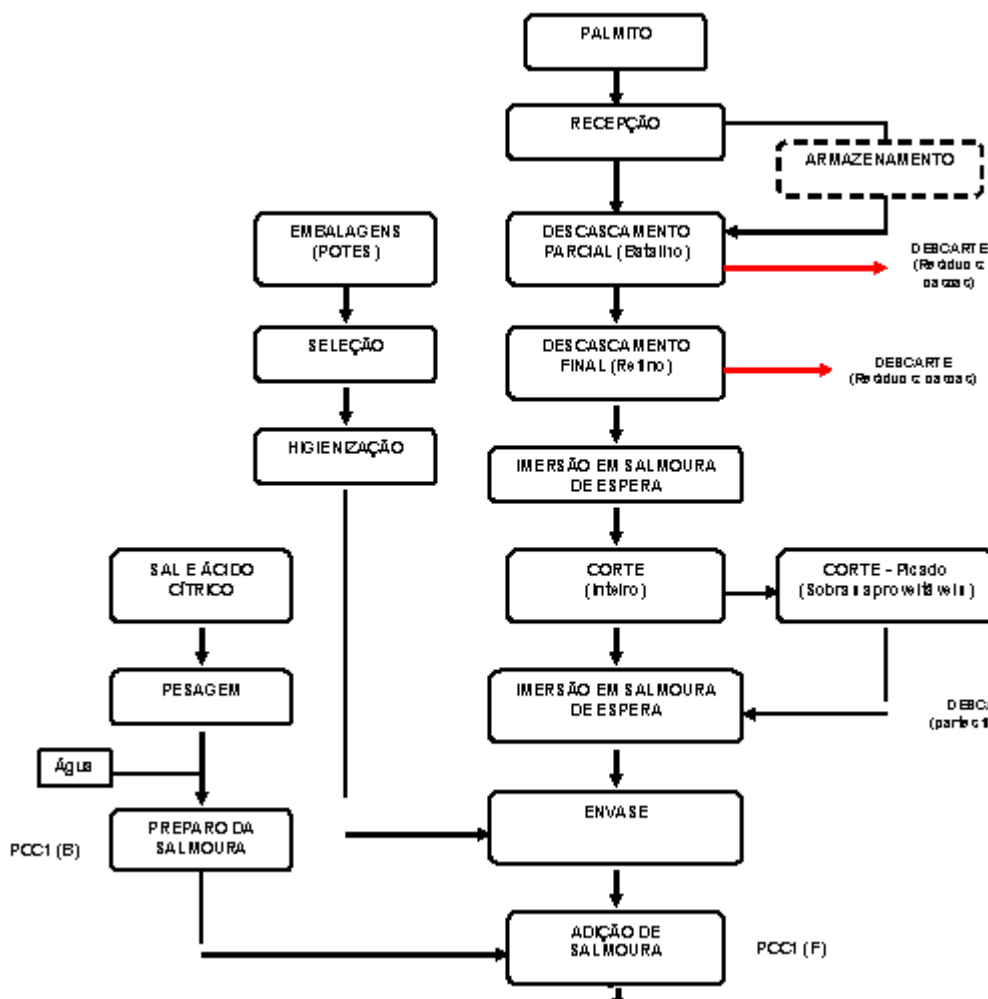 PALMITO
RECEPÇÃO
ARMAZENAMENTO
EMBALAGENS
(POTES)
DESCASCAMENTO
PARCIAL
DESCARTE
SELEÇÃO
DESCASCAMENTO
FINAL
DESCARTE
HIGIENIZAÇÃO
IMERSÃO EM SALMOURA
DE ESPERA
SAL E ÁCIDO
CÍTRICO
CORTE
(Inteiro)
CORTE - Picado
PESAGEM
IMERSÃO EM SALMOURA
DE ESPERA
Água
ENVASE
PREPARO DA
SALMOURA
PCC1 (B)
ADIÇÃO DE
SALMOURA
PCC1 (F)